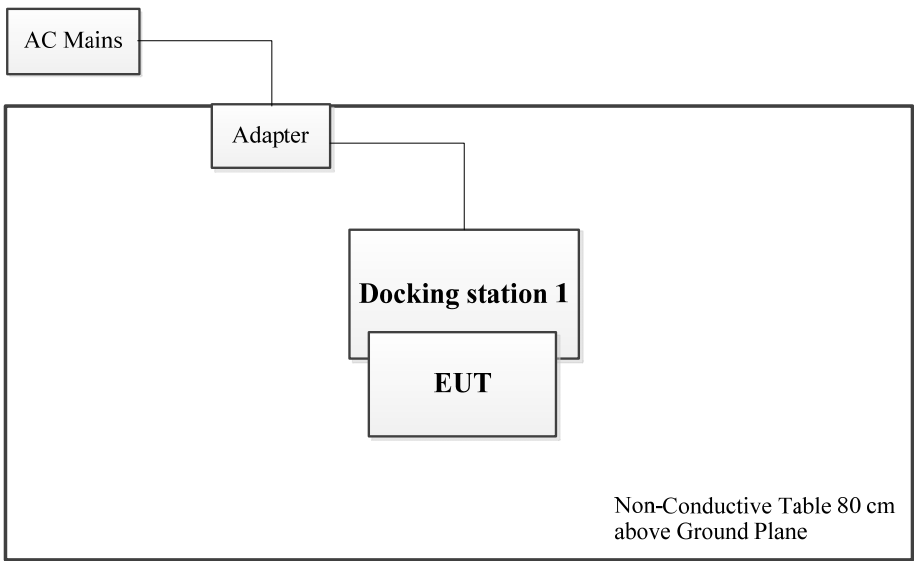 AC Mains
Adapter
Docking station 1
EUT
Non-Conductive Table 80 cm
above Ground Plane